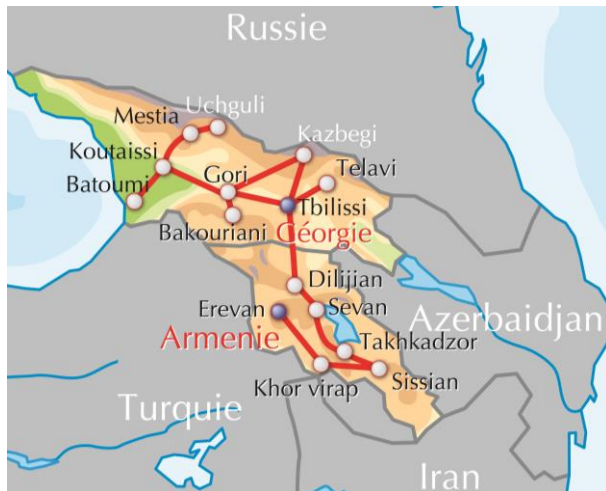 Russie
Uchguli
Mestia
Kazbegi
Koutaissi
Gori
Telavi
Batoumi
Tbilissi
Bakouriani
Géorgie
Dilijian
Erevan
Sevan
Azerbaidjan
Armenie
Takhkadzor
Khor virap
Sissian
Turquie
Iran